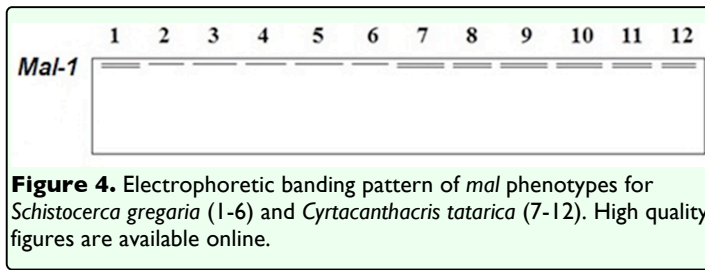 1 2 3 4 5 6 7 8 9 10 11 12
Mal-1
Figure 4. Electrophoretic banding pattern of mal phenotypes for
Schistocerca gregaria (1-6) and Cyrtacanthacris tatarica (7-12). High quality
figures are available online.